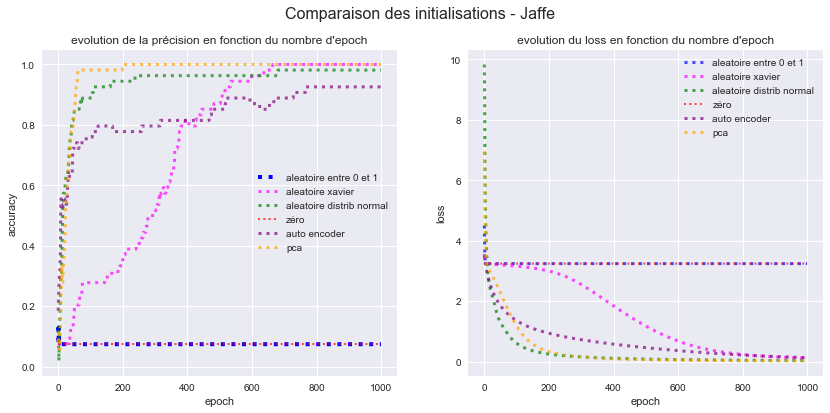 Comparaison des initialisations - Jaffe
evolution de la précision en fonction du nombre d'epoch
1.0
0.8
0.6
0.4
0.2
0.0
accuracy
aleatoire entre 0 et 1
aleatoire xavier
aleatoire distrib normal
zéro
auto encoder
pca
0 200 400 600 800 1000
epoch
evolution du loss en fonction du nombre d'epoch
10
8
6
4
2
0
loss
aleatoire entre 0 et 1
aleatoire xavier
aleatoire distrib normal
zéro
auto encoder
pca
0 200 400 600 800 1000
epoch